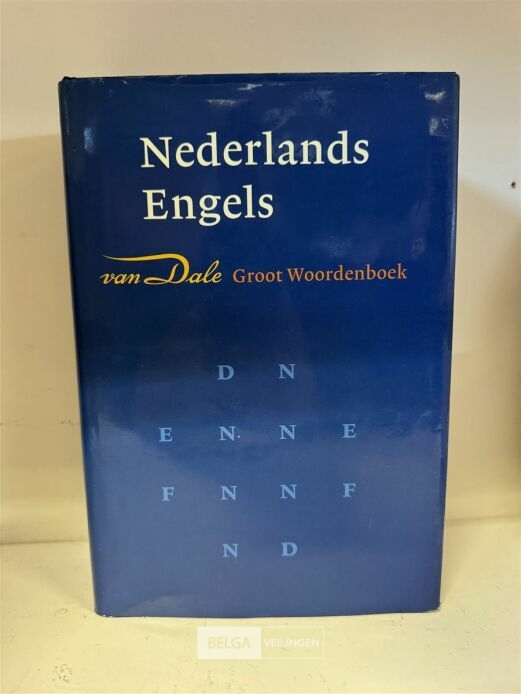 Nederlands
Engels
van Dale Groot Woordenboek
D N
E N N E
F N N F
N D
BELGA VEILINGEN